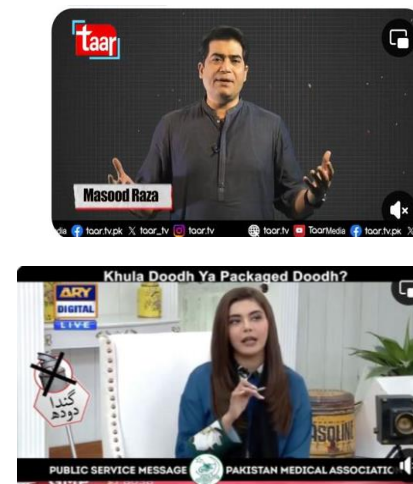 taar
Masood Raza
dia taar.tv.pk taar_tv taar.tv taar.tv TaarMedia taar.tv.pk
Khula Doodh Ya Packaged Doodh?
ARY
DIGITAL
LIVE
گندا
دودھ
PUBLIC SERVICE MESSAGE PAKISTAN MEDICAL ASSOCIATIO